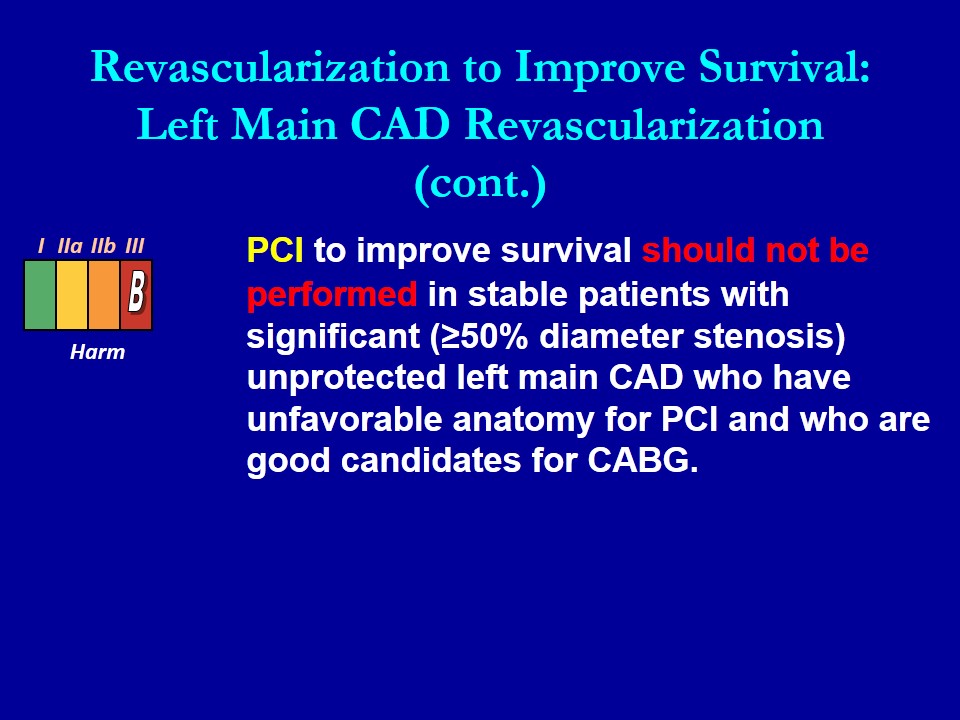 Revascularization to Improve Survival:
Left Main CAD Revascularization
(cont.)
I IIa IIb III
B
Harm
PCI to improve survival should not be
performed in stable patients with
significant (≥50% diameter stenosis)
unprotected left main CAD who have
unfavorable anatomy for PCI and who are
good candidates for CABG.